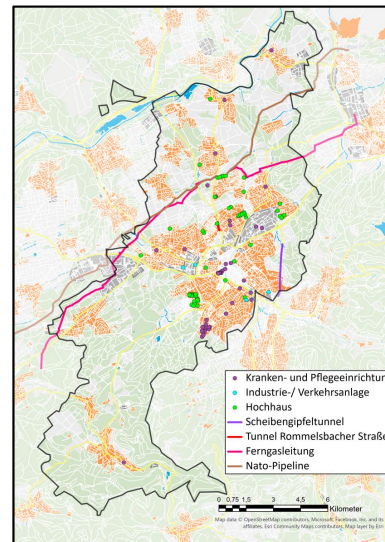 Kranken- und Pflegeeinrichtun
Industrie-/ Verkehrsanlage
Hochhaus
Scheibengipfeltunnel
Tunnel Rommelsbacher Straße
Ferngasleitung
Nato-Pipeline
0 0,75 1,5 3 4,5 6
Kilometer
Map data © OpenStreetMap contributors, Microsoft, Facebook, Inc. and its
affiliates, Esri Community Maps contributors, Map layer by Esri